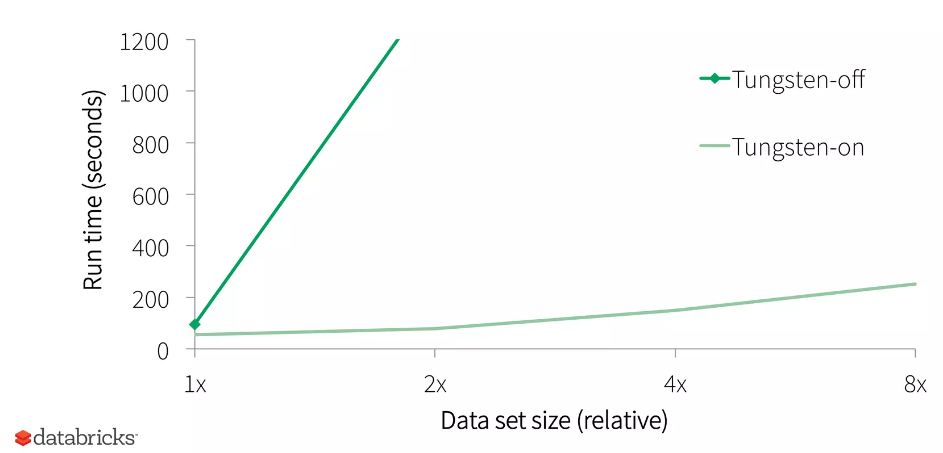 1200
1000
800
600
400
200
0
Run time (seconds)
Tungsten-off
Tungsten-on
1x
2x
4x
8x
Data set size (relative)
databricks